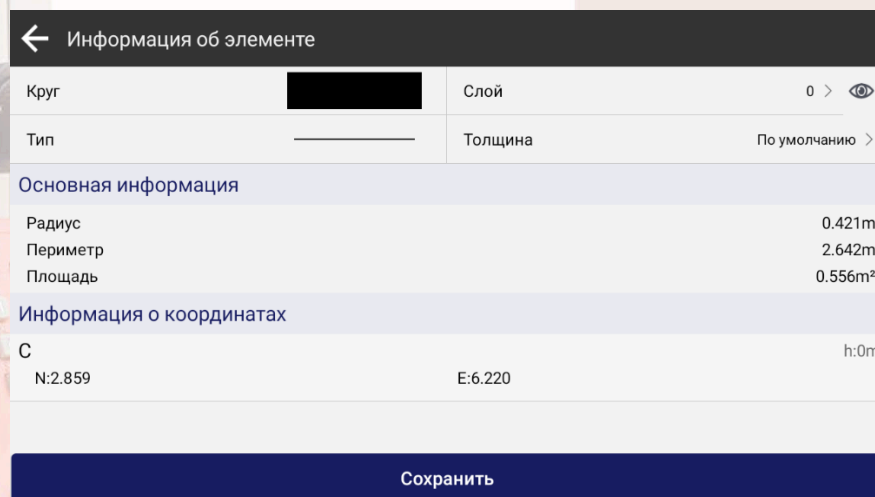 Информация об элементе
Круг
Слой 0
Тип
Толщина По умолчанию
Основная информация
Радиус 0.421m
Периметр 2.642m
Площадь 0.556m²
Информация о координатах
C h:0m
N:2.859 E:6.220
Сохранить